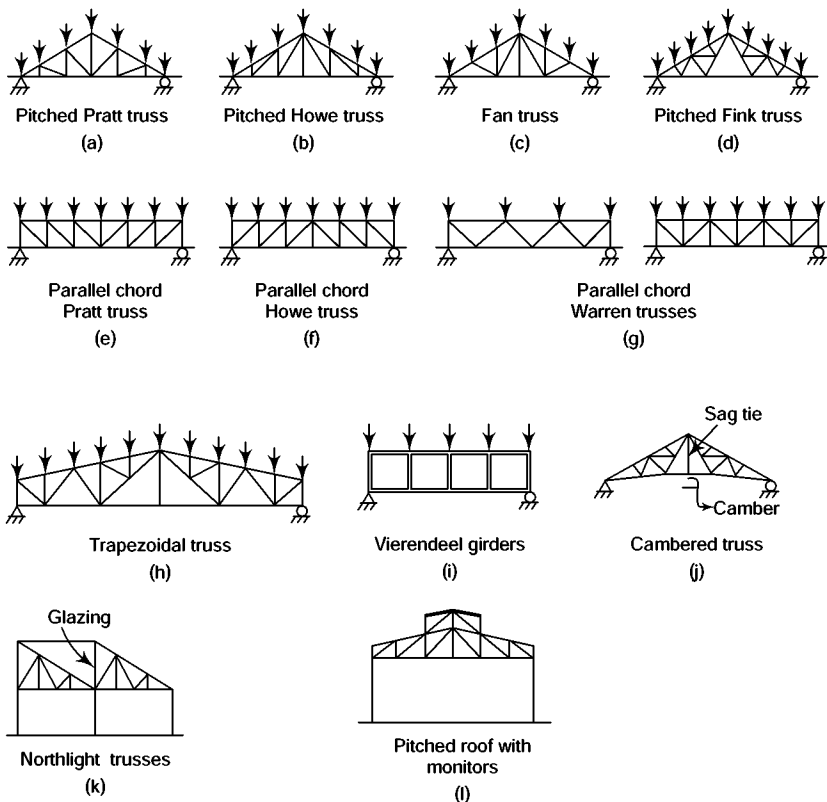 Pitched Pratt truss
(a)
Pitched Howe truss
(b)
Fan truss
(c)
Pitched Fink truss
(d)
Parallel chord
Pratt truss
(e)
Parallel chord
Howe truss
(f)
Parallel chord
Warren trusses
(g)
Trapezoidal truss
(h)
Vierendeel girders
(i)
Sag tie
Camber
Cambered truss
(j)
Glazing
Northlight trusses
(k)
Pitched roof with
monitors
(l)